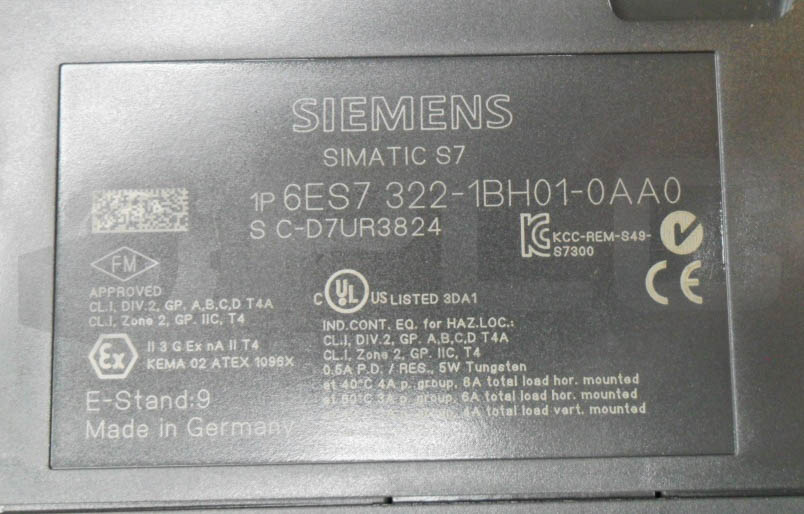 SIEMENS
SIMATIC S7
1P 6ES7 322-1BH01-0AA0
S C-D7UR3824
KCC-REM-S49-
S7300
FM
APPROVED
CL.I, DIV.2, GP. A,B,C,D T4A
CL.I, Zone 2, GP. IIC, T4
C UL US LISTED 3DA1
CE
IND.CONT. EQ. for HAZ.LOC.:
CL.I, DIV.2, GP. A,B,C,D T4A
CL.I, Zone 2, GP. IIC, T4
0.5A P.D. / RES., 5W Tungsten
at 40°C 4A p. group, 8A total load hor. mounted
at 60°C 3A p. group, 6A total load hor. mounted
p. group, 4A total load vert. mounted
Ex
II 3 G Ex nA II T4
KEMA 02 ATEX 1096X
E-Stand:9
Made in Germany